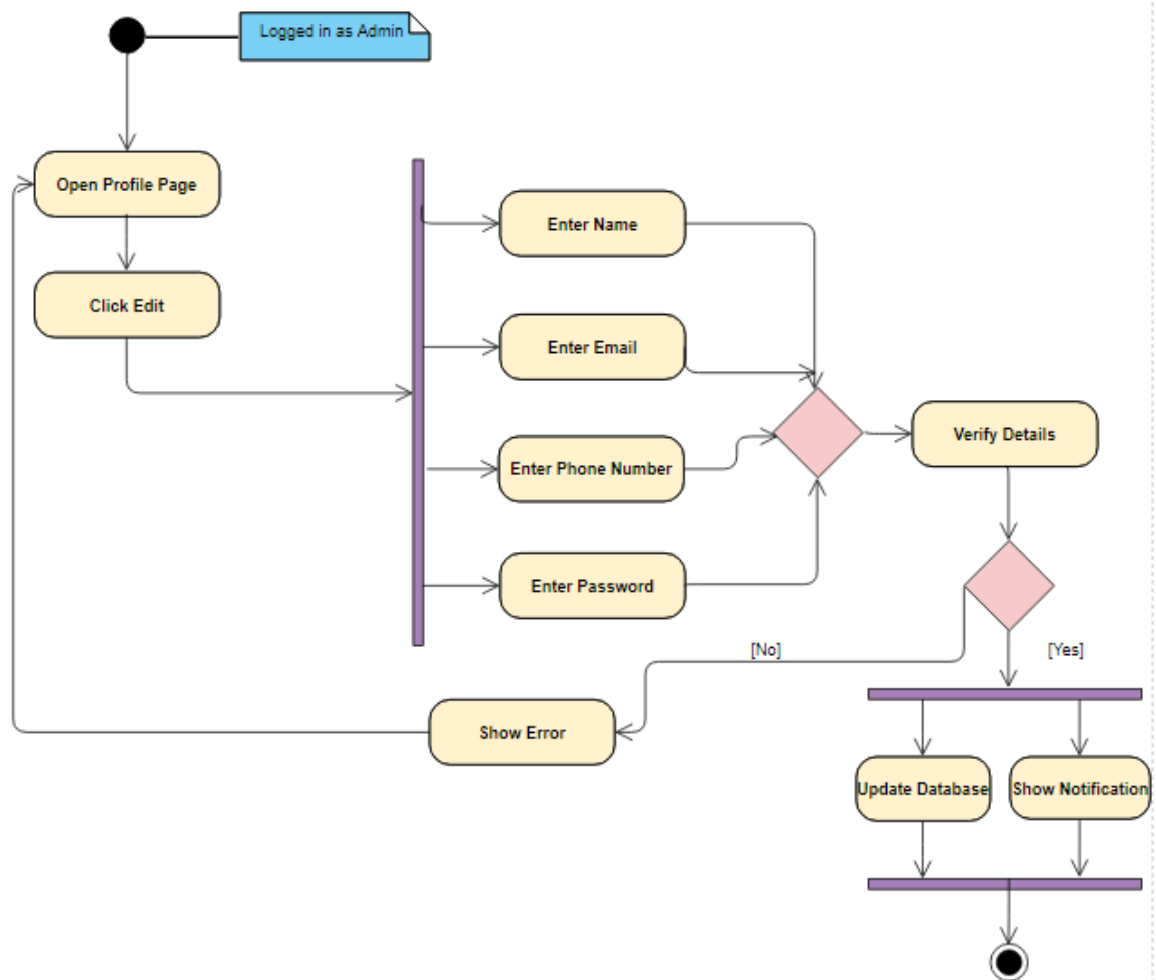 Logged in as Admin
Open Profile Page
Click Edit
Enter Name
Enter Email
Enter Phone Number
Enter Password
Verify Details
[No]
[Yes]
Show Error
Update Database
Show Notification